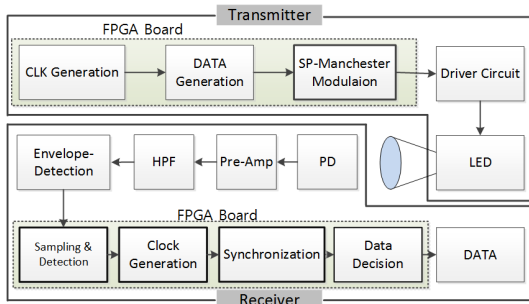 Transmitter
FPGA Board
CLK Generation
DATA
Generation
SP-Manchester
Modulaion
Driver Circuit
Envelope-
Detection
HPF
Pre-Amp
PD
LED
FPGA Board
Sampling &
Detection
Clock
Generation
Synchronization
Data
Decision
DATA
Receiver